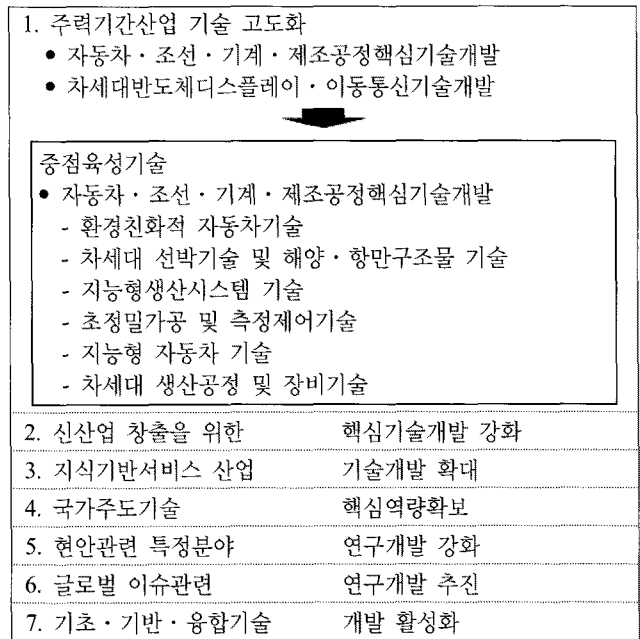 1. 주력기간산업 기술 고도화
● 자동차 · 조선 · 기계 · 제조공정핵심기술개발
● 차세대반도체디스플레이 · 이동통신기술개발
중점육성기술
● 자동차 · 조선 · 기계 · 제조공정핵심기술개발
- 환경친화적 자동차기술
- 차세대 선박기술 및 해양 · 항만구조물 기술
- 지능형생산시스템 기술
- 초정밀가공 및 측정제어기술
- 지능형 자동차 기술
- 차세대 생산공정 및 장비기술
2. 신산업 창출을 위한 핵심기술개발 강화
3. 지식기반서비스 산업 기술개발 확대
4. 국가주도기술 핵심역량확보
5. 현안관련 특정분야 연구개발 강화
6. 글로벌 이슈관련 연구개발 추진
7. 기초 · 기반 · 융합기술 개발 활성화